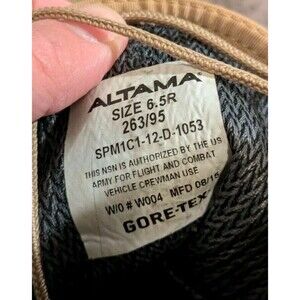 ALTAMA®
SIZE 6.5R
263/95
SPM1C1-12-D-1053
THIS NSN IS AUTHORIZED BY THE US
ARMY FOR FLIGHT AND COMBAT
VEHICLE CREWMAN USE
W/O # W004 MFD 08/15
GORE-TEX